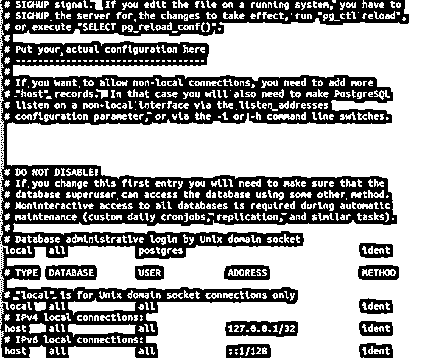 # SIGHUP signal. If you edit the file on a running system, you have to
# SIGHUP the server for the changes to take effect, run "pg_ctl reload",
# or execute "SELECT pg_reload_conf()".
#
# Put your actual configuration here
# ----------------------------------
#
# If you want to allow non-local connections, you need to add more
# "host" records. In that case you will also need to make PostgreSQL
# listen on a non-local interface via the listen_addresses
# configuration parameter, or via the -i or -h command line switches.
# DO NOT DISABLE!
# If you change this first entry you will need to make sure that the
# database superuser can access the database using some other method.
# Noninteractive access to all databases is required during automatic
# maintenance (custom daily cronjobs, replication, and similar tasks).
#
# Database administrative login by Unix domain socket
local all postgres ident
# TYPE DATABASE USER ADDRESS METHOD
# "local" is for Unix domain socket connections only
local all all ident
# IPv4 local connections:
host all all 127.0.0.1/32 ident
# IPv6 local connections:
host all all ::1/128 ident